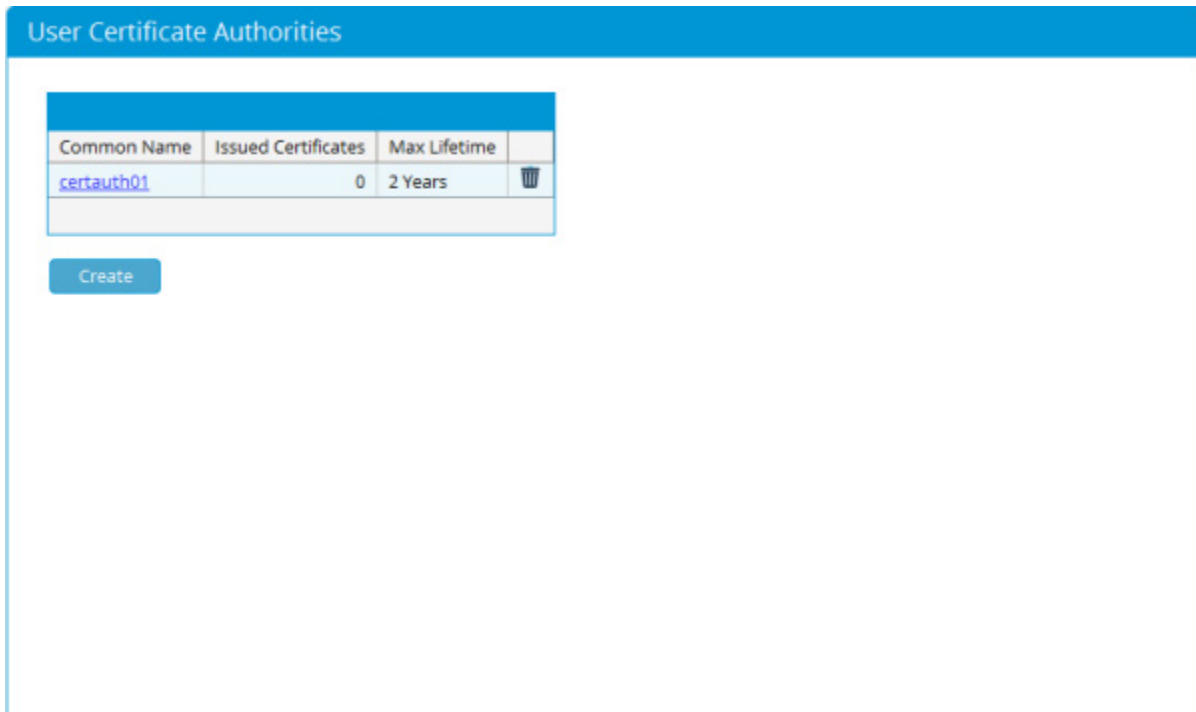 User Certificate Authorities
Common Name Issued Certificates Max Lifetime
certauth01 0 2 Years
Create